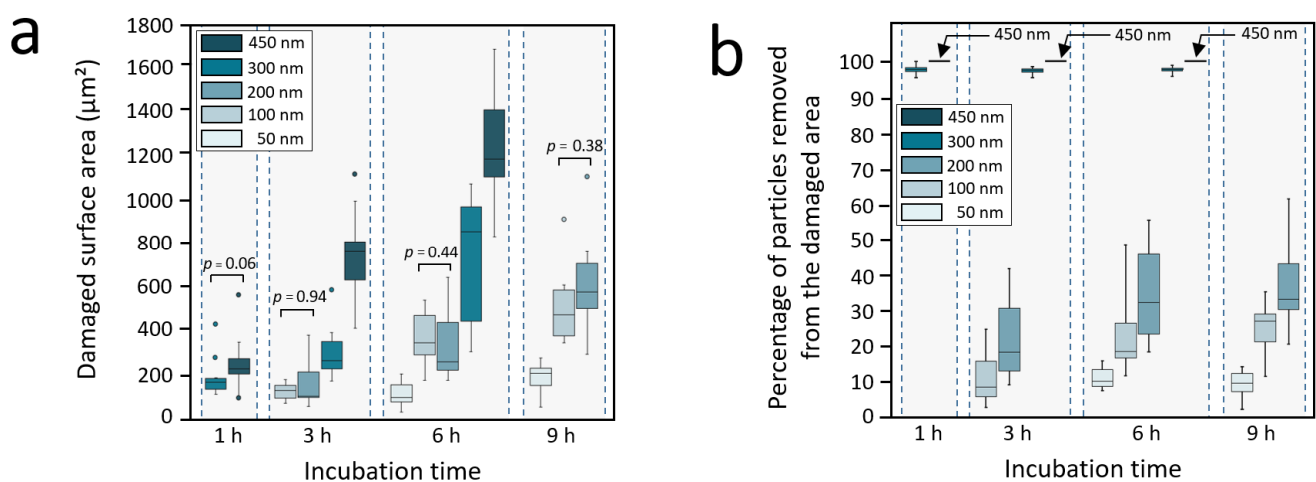 a
Damaged surface area (µm²)
1800
1600
1400
1200
1000
800
600
400
200
0
450 nm
300 nm
200 nm
100 nm
50 nm
p = 0.06
p = 0.94
p = 0.44
p = 0.38
1 h
3 h
6 h
9 h
Incubation time
b
Percentage of particles removed
from the damaged area
100
90
80
70
60
50
40
30
20
10
0
450 nm
450 nm
450 nm
450 nm
300 nm
200 nm
100 nm
50 nm
1 h
3 h
6 h
9 h
Incubation time